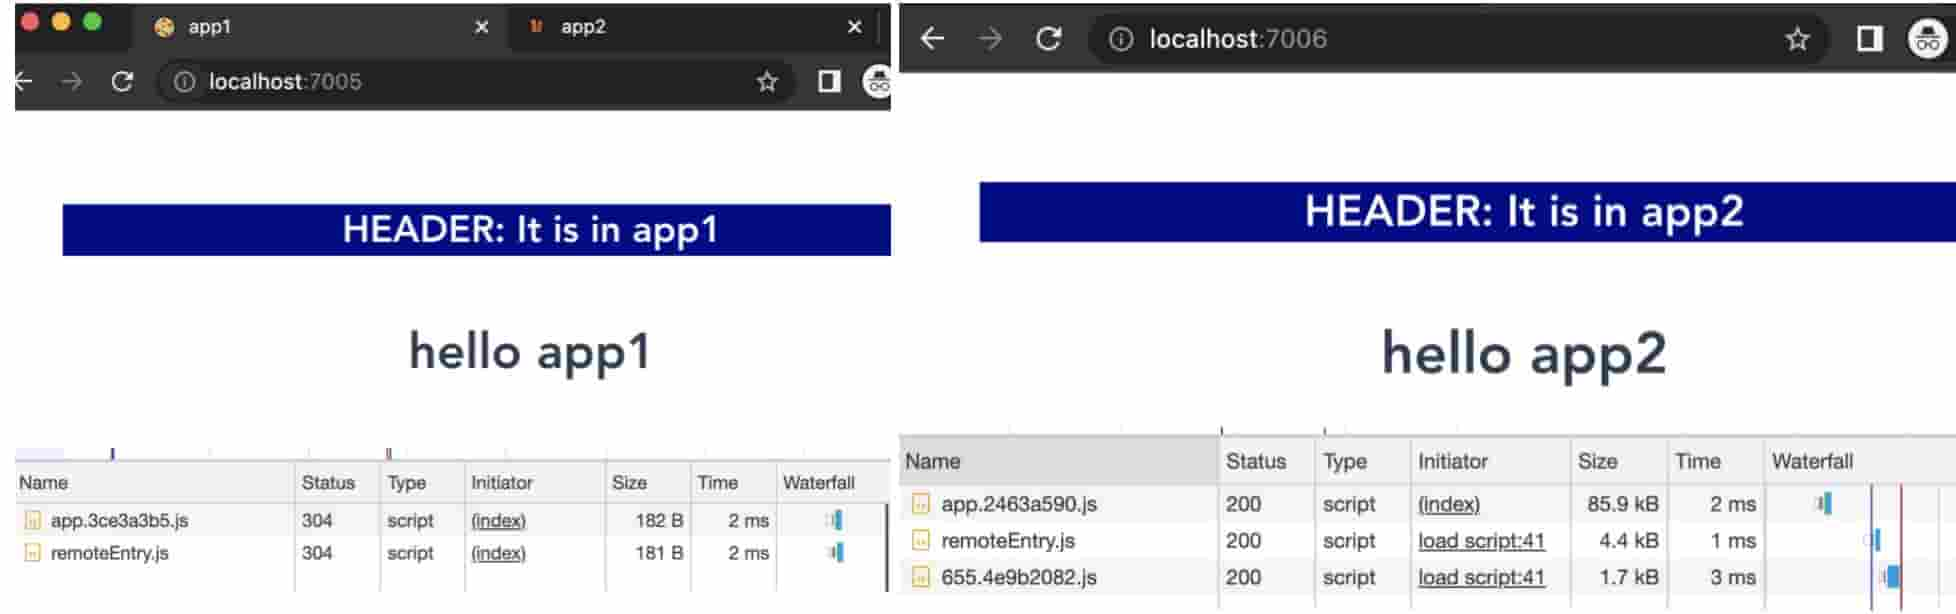 app1
app2
localhost:7005
HEADER: It is in app1
hello app1
Name Status Type Initiator Size Time Waterfall
app.3ce3a3b5.js 304 script (index) 182 B 2 ms
remoteEntry.js 304 script (index) 181 B 2 ms
localhost:7006
HEADER: It is in app2
hello app2
Name Status Type Initiator Size Time Waterfall
app.2463a590.js 200 script (index) 85.9 kB 2 ms
remoteEntry.js 200 script load script:41 4.4 kB 1 ms
655.4e9b2082.js 200 script load script:41 1.7 kB 3 ms